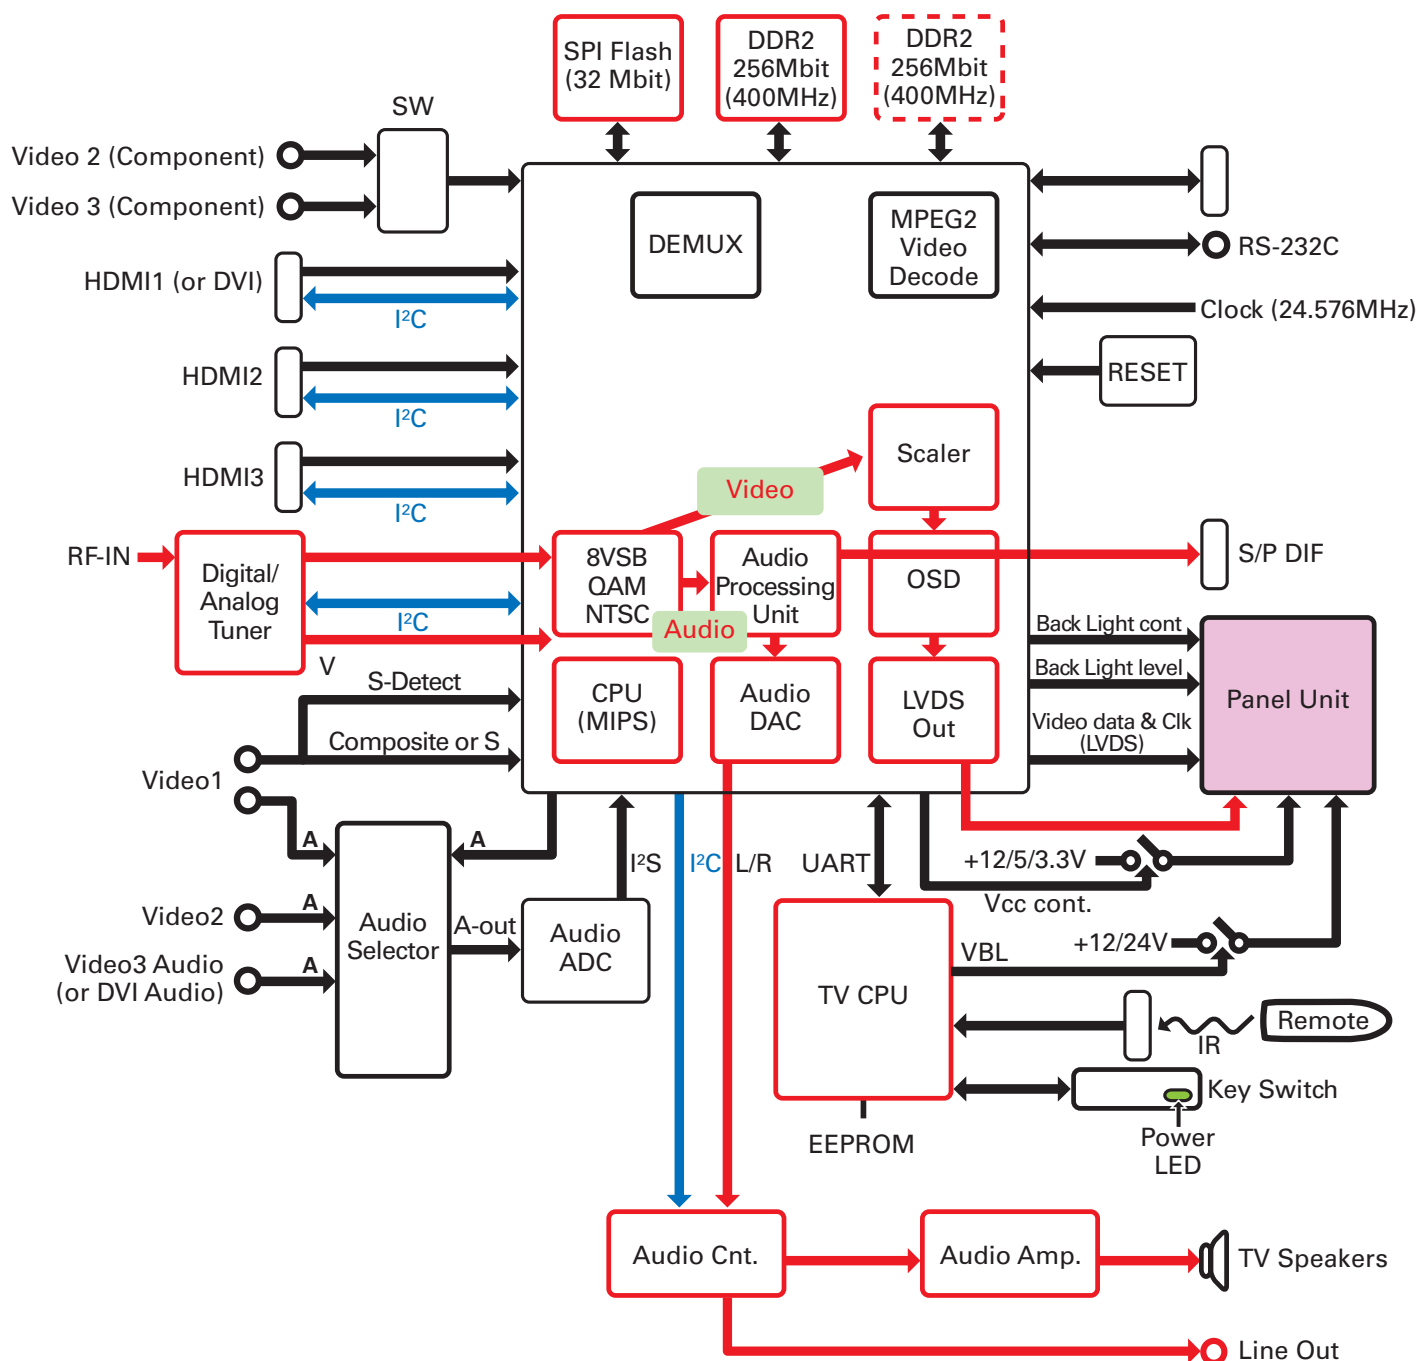 SPI Flash
(32 Mbit)
DDR2
256Mbit
(400MHz)
DDR2
256Mbit
(400MHz)
SW
Video 2 (Component)
Video 3 (Component)
DEMUX
MPEG2
Video
Decode
RS-232C
HDMI1 (or DVI)
I²C
Clock (24.576MHz)
HDMI2
I²C
RESET
HDMI3
I²C
Scaler
Video
RF-IN
Digital/
Analog
Tuner
I²C
V
8VSB
QAM
NTSC
Audio
Processing
Unit
Audio
OSD
S/P DIF
S-Detect
Composite or S
CPU
(MIPS)
Audio
DAC
LVDS
Out
Back Light cont
Back Light level
Video data & Clk
(LVDS)
Panel Unit
Video1
A
A
I²S
I²C
L/R
UART
+12/5/3.3V
Vcc cont.
Video2
A
Audio
Selector
A-out
Audio
ADC
Video3 Audio
(or DVI Audio)
A
+12/24V
VBL
TV CPU
Remote
IR
Key Switch
EEPROM
Power
LED
Audio Cnt.
Audio Amp.
TV Speakers
Line Out